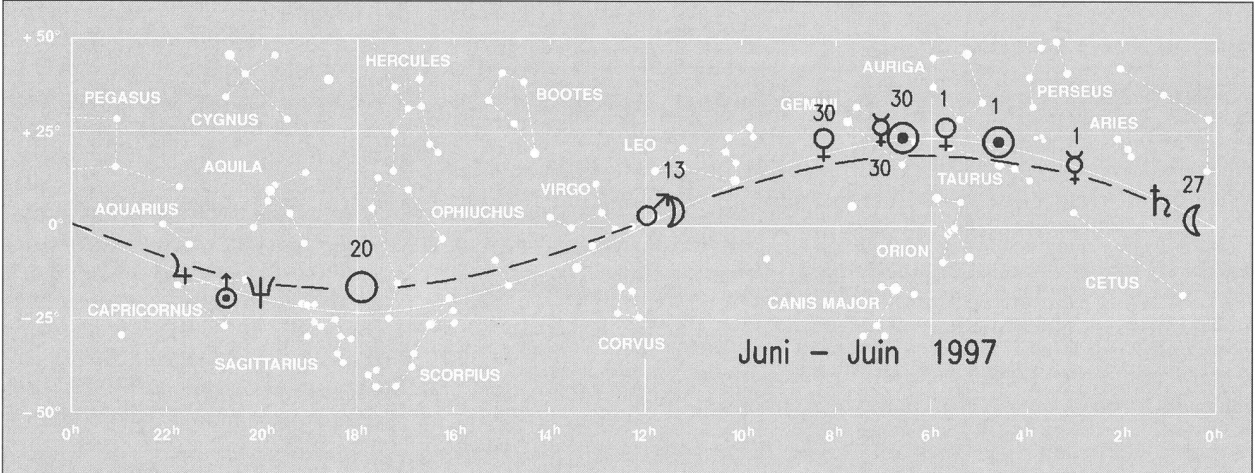 +50°
HERCULES
AURIGA
PEGASUS
BOOTES
GEMINI
30
30
1
1
PERSEUS
+25°
CYGNUS
ARIES
1
LEO
AQUILA
13
30
TAURUS
27
VIRGO
AQUARIUS
OPHIUCHUS
0°
20
ORION
CAPRICORNUS
CANIS MAJOR
CETUS
−25°
CORVUS
Juni – Juin 1997
SAGITTARIUS
SCORPIUS
−50°
0h 22h 20h 18h 16h 14h 12h 10h 8h 6h 4h 2h 0h